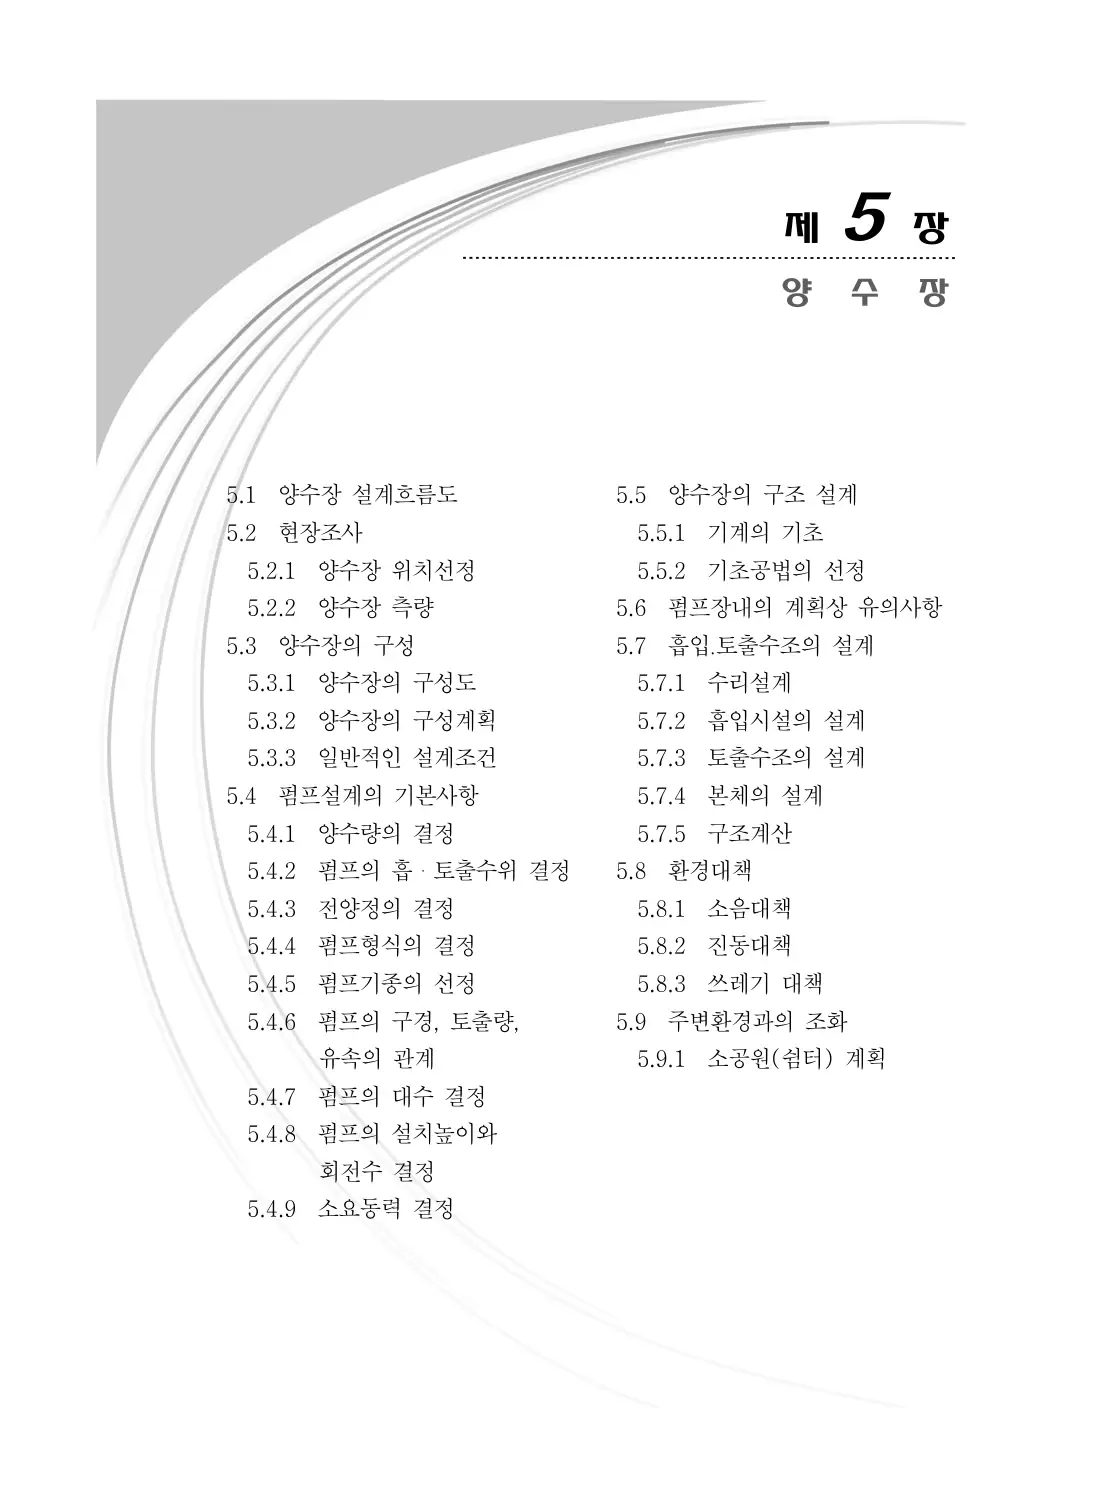 제 5 장
양 수 장
5.1 양수장 설계흐름도
5.2 현장조사
5.2.1 양수장 위치선정
5.2.2 양수장 측량
5.3 양수장의 구성
5.3.1 양수장의 구성도
5.3.2 양수장의 구성계획
5.3.3 일반적인 설계조건
5.4 펌프설계의 기본사항
5.4.1 양수량의 결정
5.4.2 펌프의 흡·토출수위 결정
5.4.3 전양정의 결정
5.4.4 펌프형식의 결정
5.4.5 펌프기종의 선정
5.4.6 펌프의 구경, 토출량,
유속의 관계
5.4.7 펌프의 대수 결정
5.4.8 펌프의 설치높이와
회전수 결정
5.4.9 소요동력 결정
5.5 양수장의 구조 설계
5.5.1 기계의 기초
5.5.2 기초공법의 선정
5.6 펌프장내의 계획상 유의사항
5.7 흡입.토출수조의 설계
5.7.1 수리설계
5.7.2 흡입시설의 설계
5.7.3 토출수조의 설계
5.7.4 본체의 설계
5.7.5 구조계산
5.8 환경대책
5.8.1 소음대책
5.8.2 진동대책
5.8.3 쓰레기 대책
5.9 주변환경과의 조화
5.9.1 소공원(쉼터) 계획